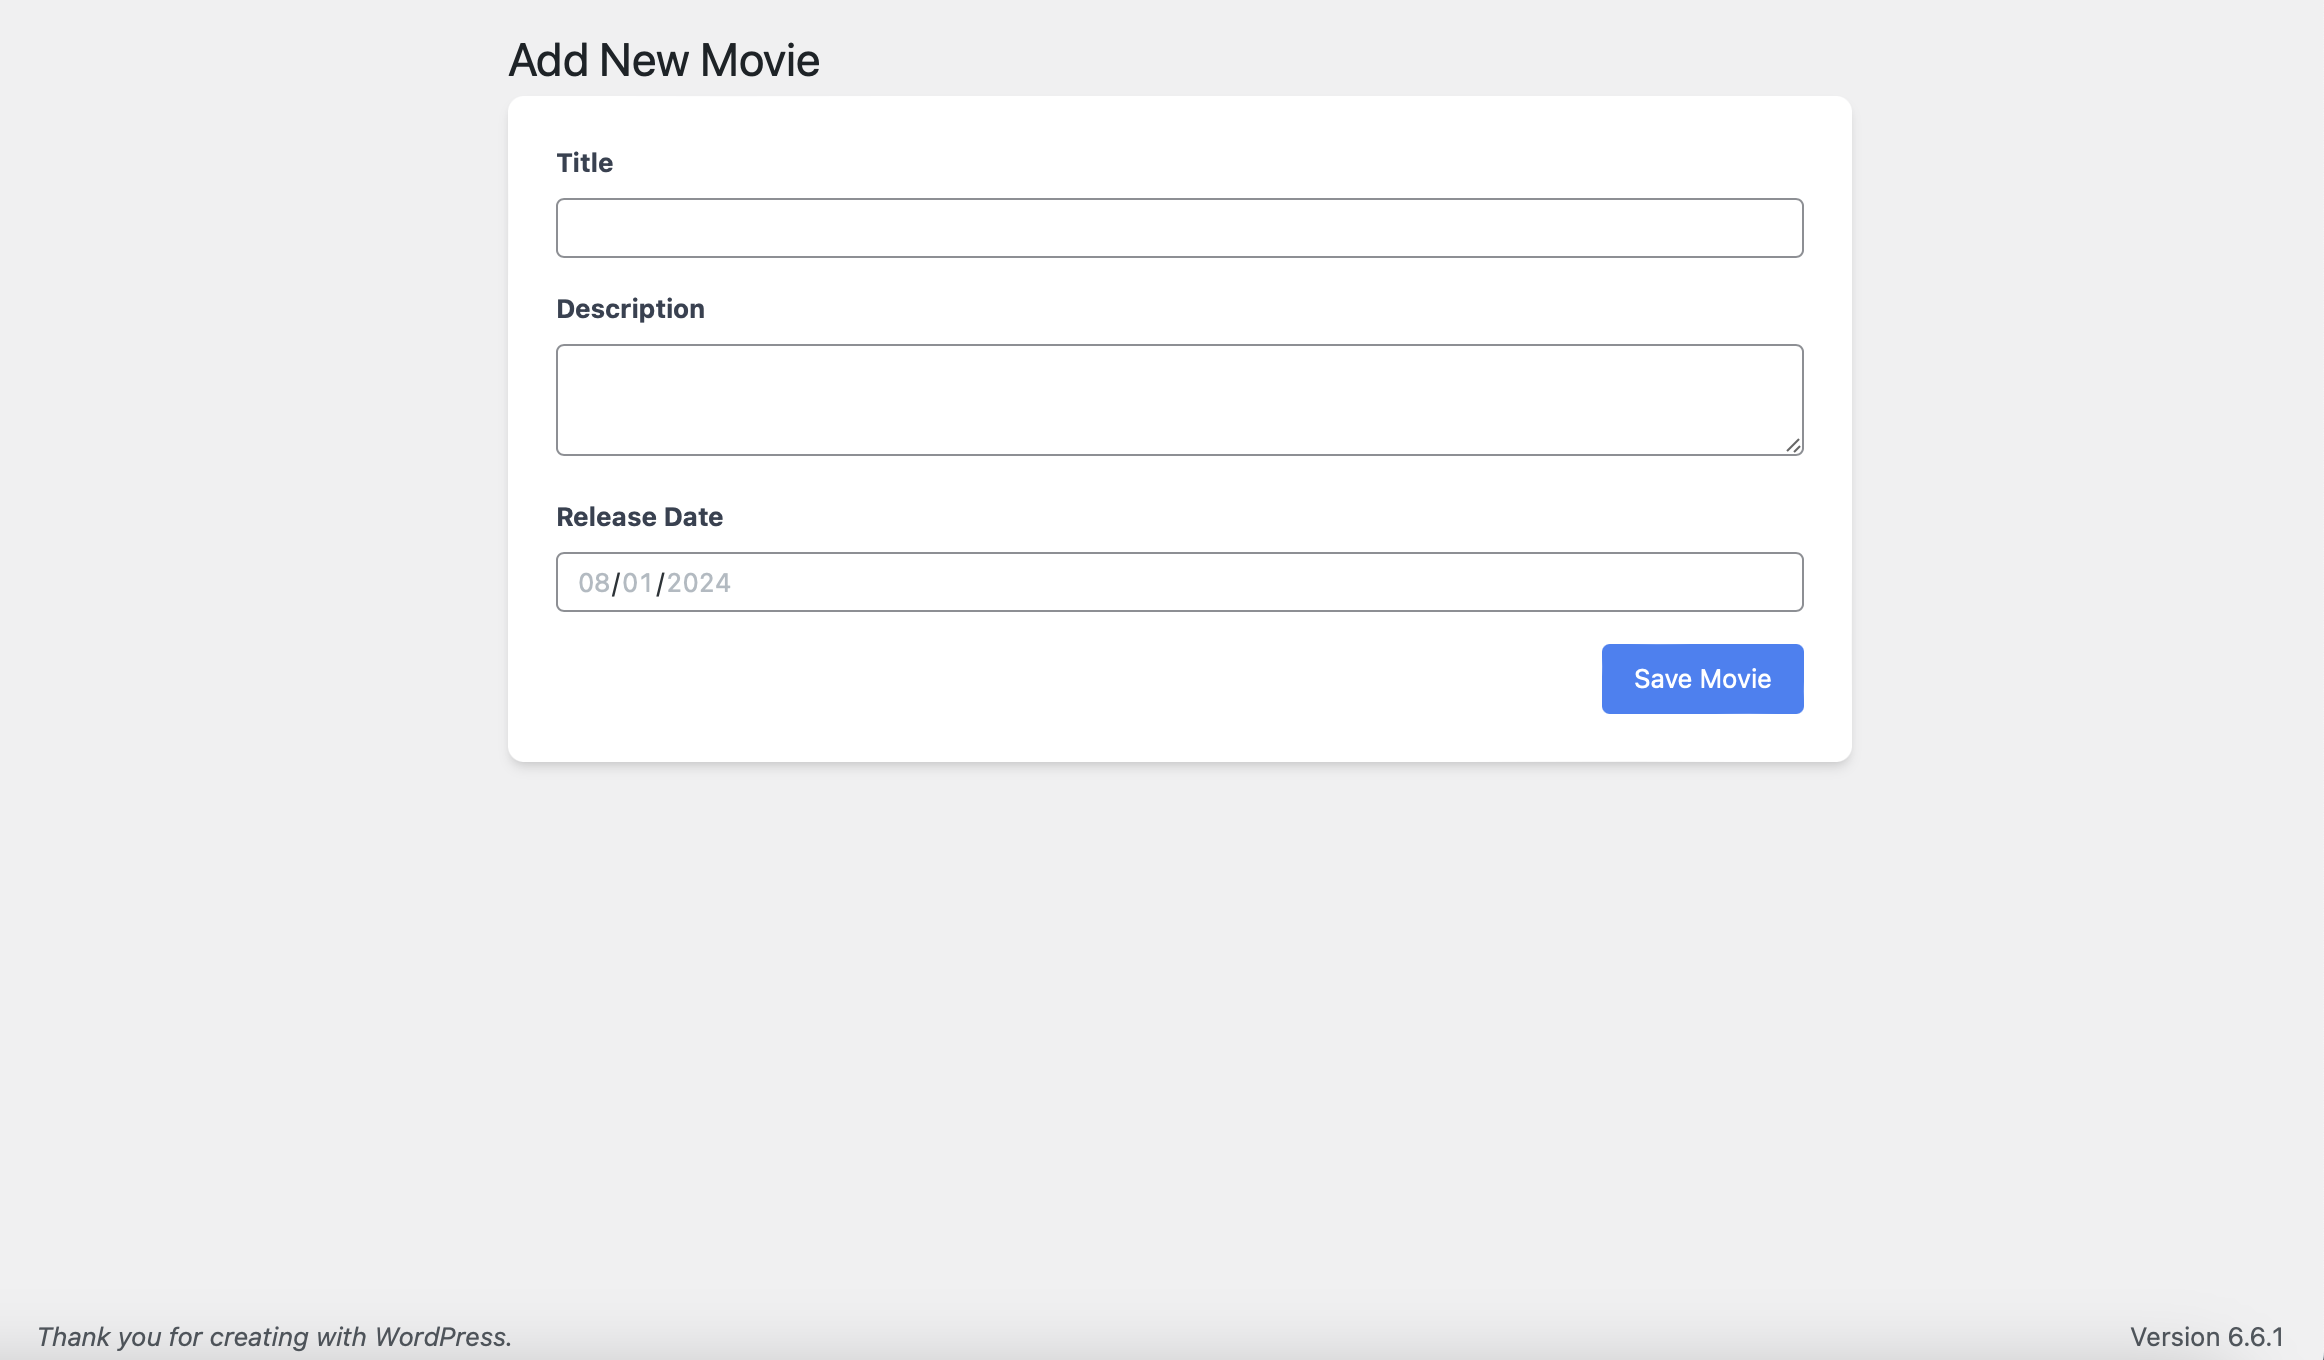 Add New Movie
Title
Description
Release Date
08/01/2024
Save Movie
Thank you for creating with WordPress.
Version 6.6.1